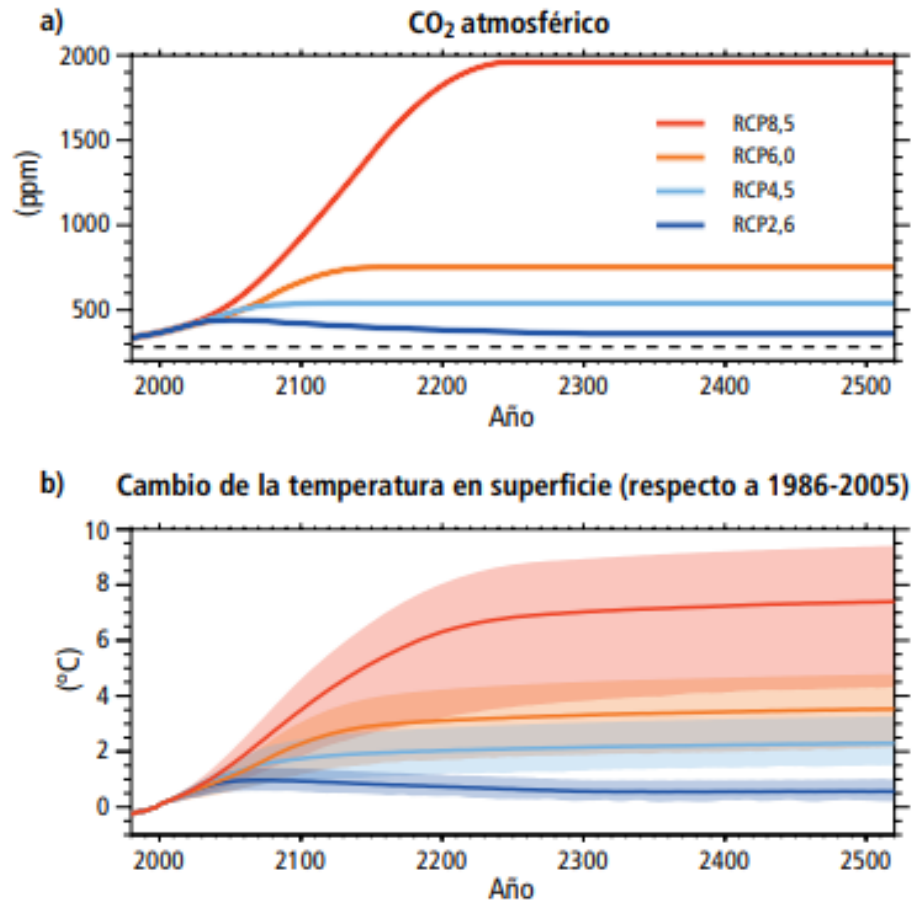 a) CO₂ atmosférico
2000
1500
1000
500
(ppm)
RCP8,5
RCP6,0
RCP4,5
RCP2,6
2000 2100 2200 2300 2400 2500
Año
b) Cambio de la temperatura en superficie (respecto a 1986-2005)
10
8
6
4
2
0
(°C)
2000 2100 2200 2300 2400 2500
Año